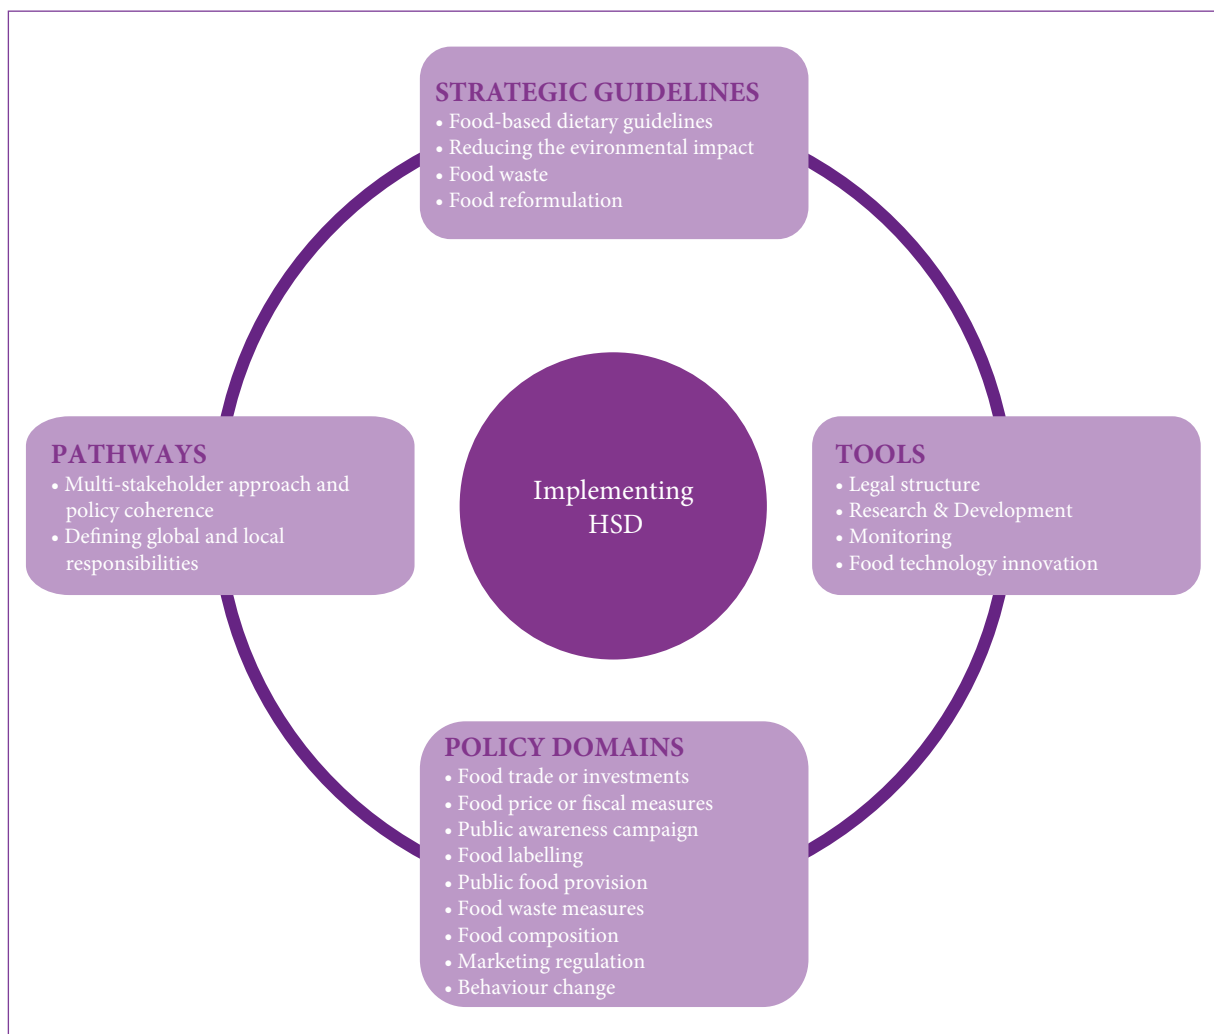 STRATEGIC GUIDELINES
• Food-based dietary guidelines
• Reducing the evironmental impact
• Food waste
• Food reformulation
PATHWAYS
• Multi-stakeholder approach and
policy coherence
• Defining global and local
responsibilities
Implementing
HSD
TOOLS
• Legal structure
• Research & Development
• Monitoring
• Food technology innovation
POLICY DOMAINS
• Food trade or investments
• Food price or fiscal measures
• Public awareness campaign
• Food labelling
• Public food provision
• Food waste measures
• Food composition
• Marketing regulation
• Behaviour change